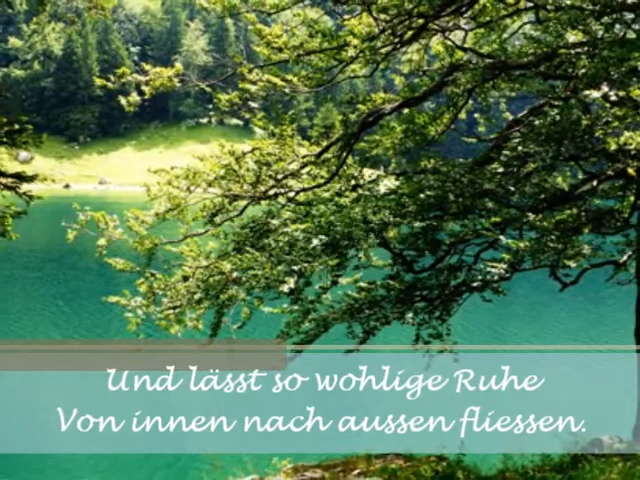 Und lässt so wohlige Ruhe
Von innen nach aussen fliessen.